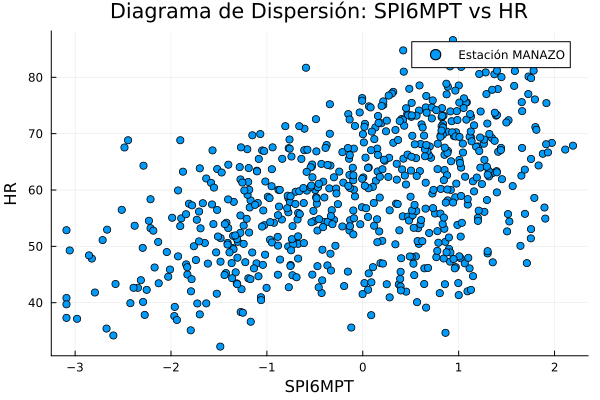 Diagrama de Dispersión: SPI6MPT vs HR
Estación MANAZO
80
70
60
50
40
HR
−3 −2 −1 0 1 2
SPI6MPT